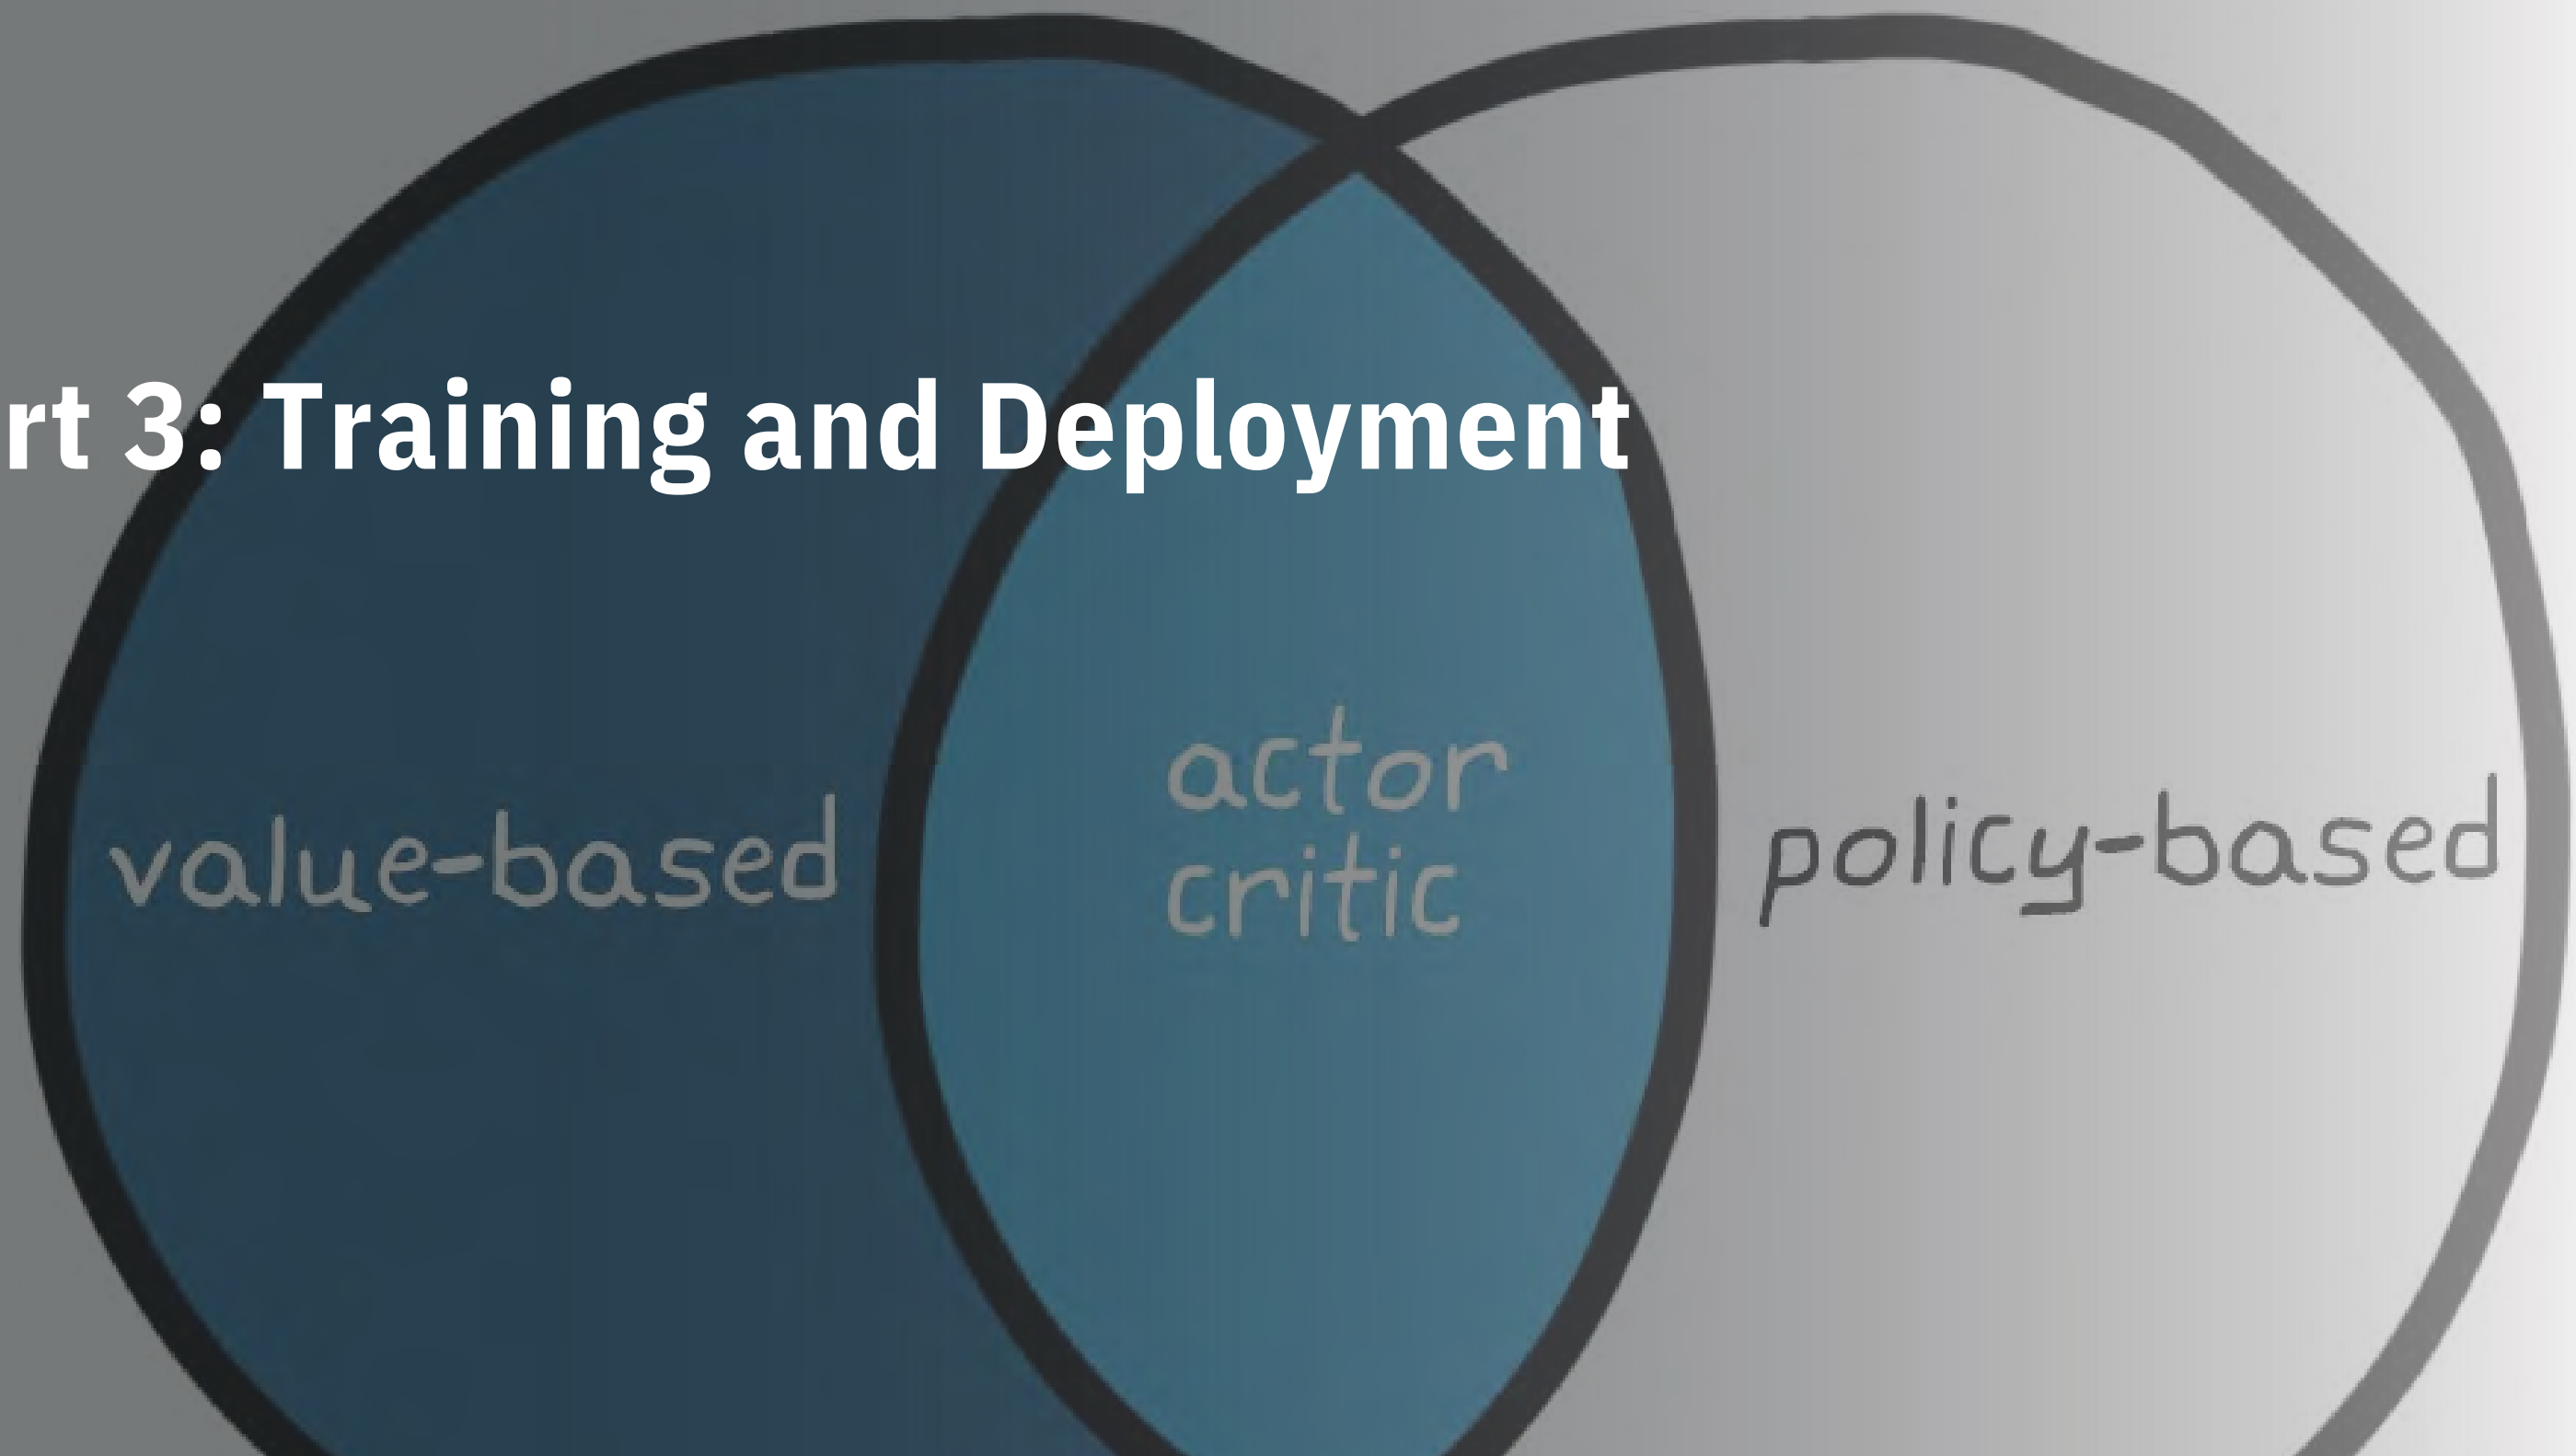 rt 3: Training and Deployment
actor
critic
value-based
policy-based